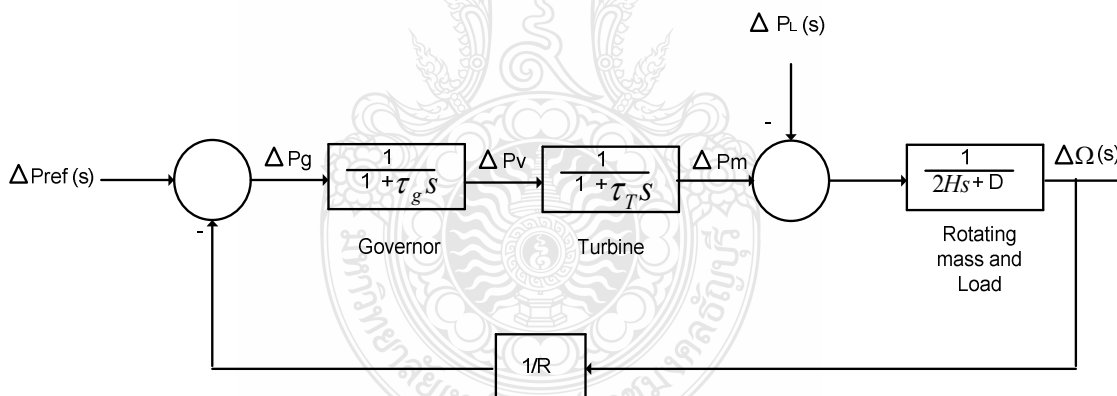 Δ PL (s)
Δ Pref (s)
Δ Pg
1
1 + τg s
Δ Pv
1
1 + τT s
Δ Pm
1
2Hs + D
ΔΩ (s)
-
-
Governor
Turbine
Rotating
mass and
Load
1/R